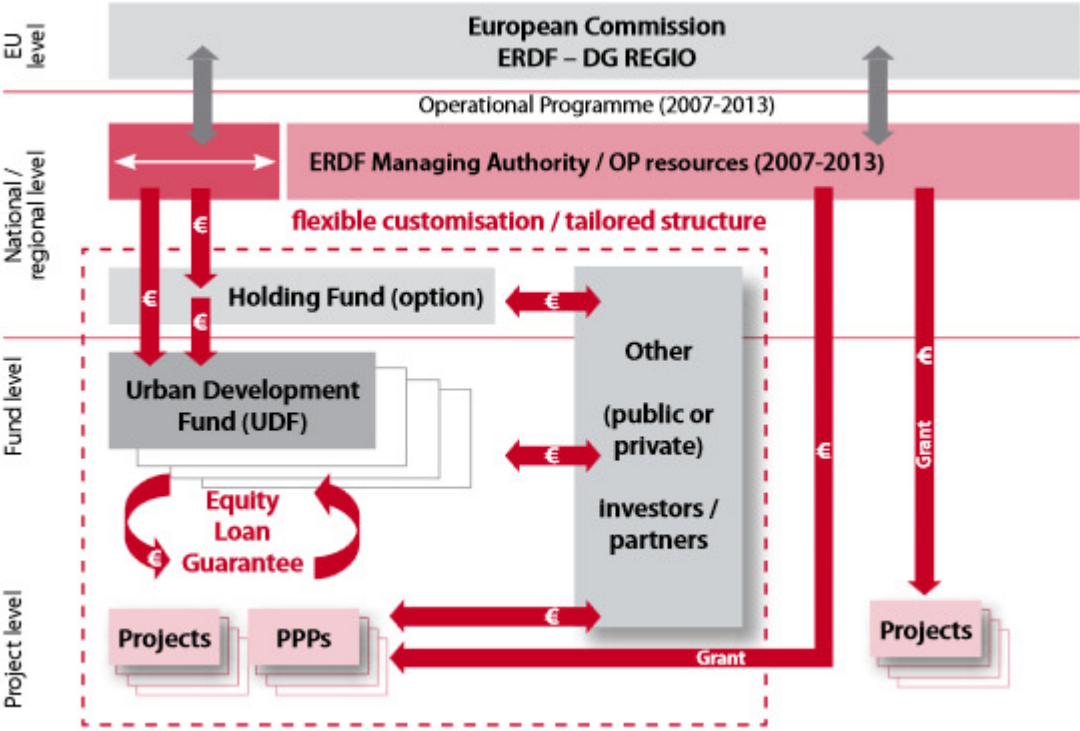 EU
level
European Commission
ERDF – DG REGIO
Operational Programme (2007-2013)
National /
regional level
ERDF Managing Authority / OP resources (2007-2013)
flexible customisation / tailored structure
€
€
Holding Fund (option)
€
€
Other
(public or
private)
investors /
partners
Fund level
Urban Development
Fund (UDF)
€
€
€
Grant
Equity
Loan
Guarantee
€
Project level
Projects
PPPs
€
Grant
Projects